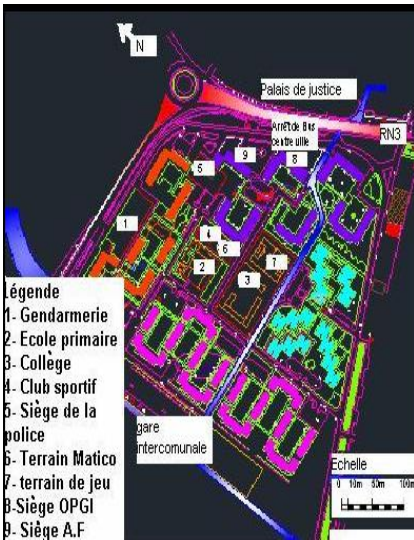 N
Palais de justice
Arrêt de Bus
centre ville
RN3
9
8
5
1
4
6
2
7
3
Légende
1- Gendarmerie
2- Ecole primaire
3- Collège
4- Club sportif
5- Siège de la
police
6- Terrain Matico
7- terrain de jeu
8-Siège OPGI
9- Siège A.F
gare
intercomunale
Echelle
0 10m 50m 100m